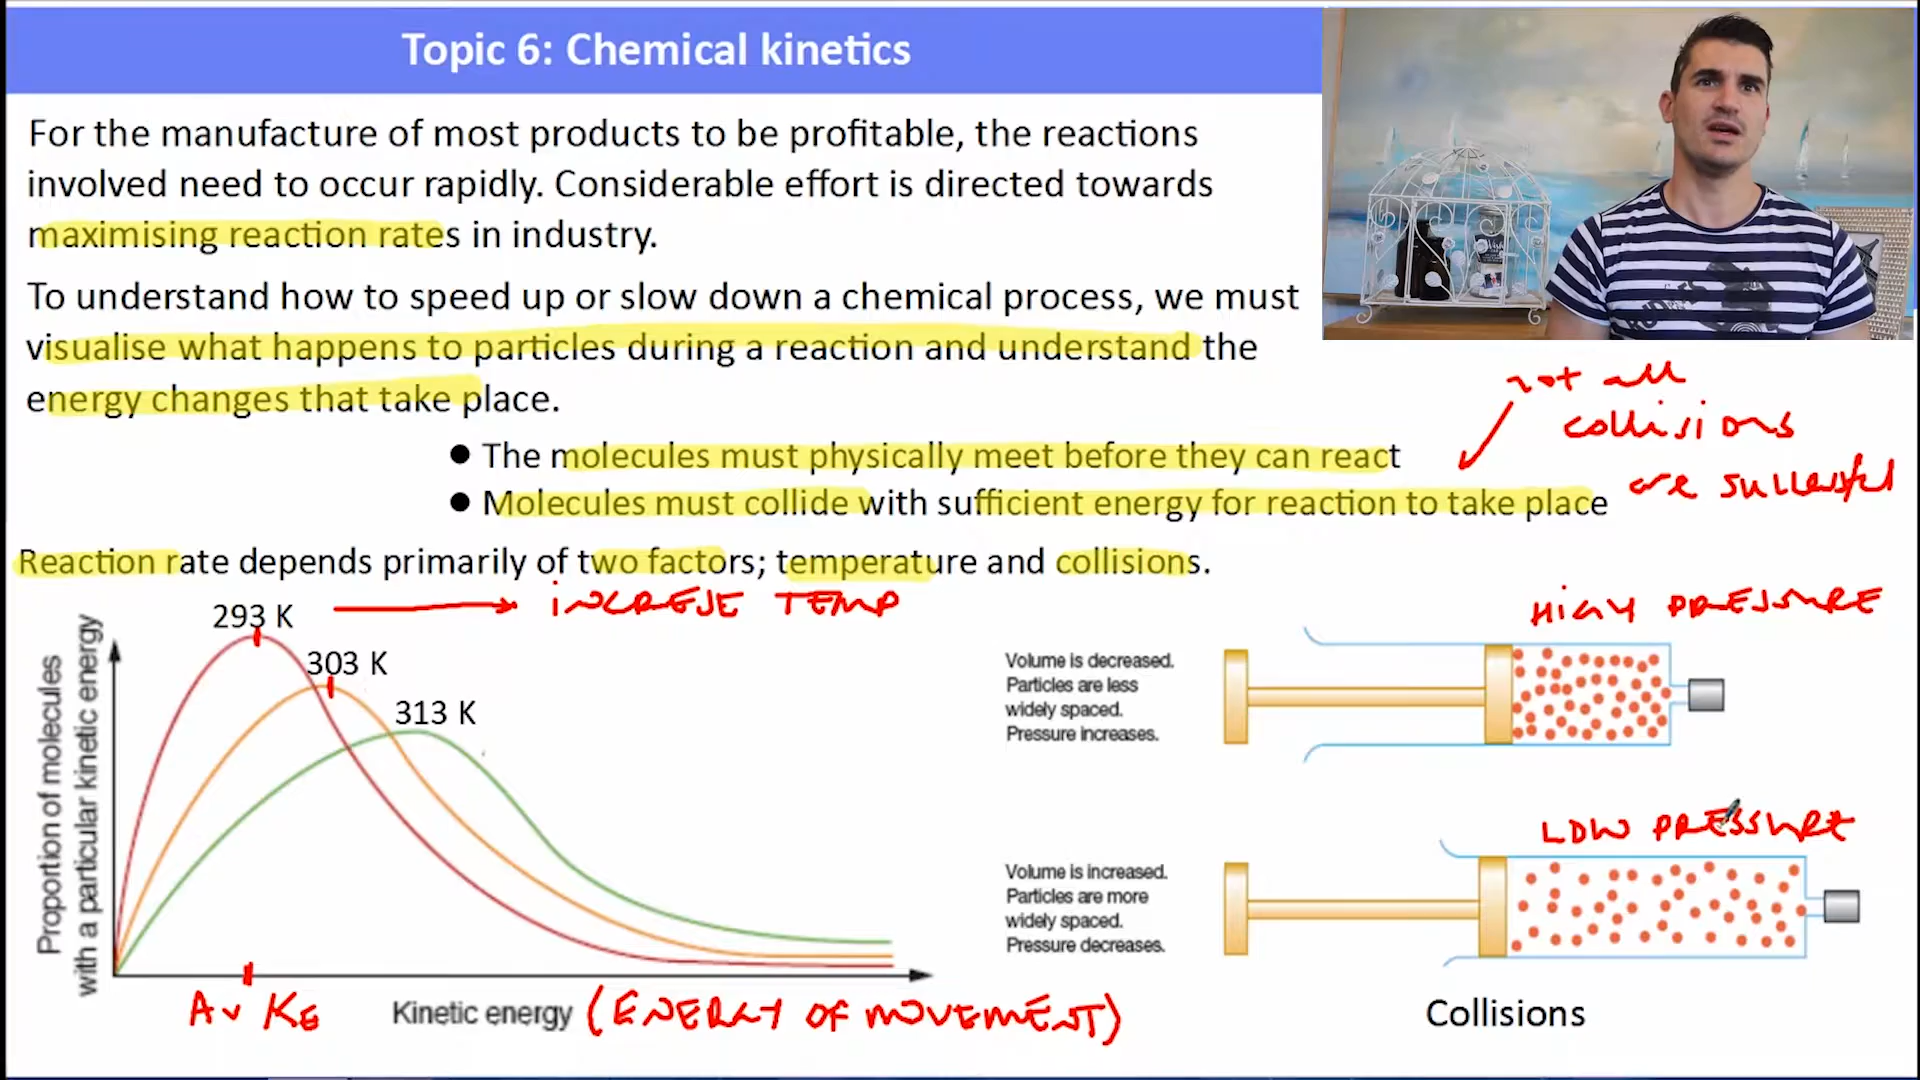 Topic 6: Chemical kinetics
For the manufacture of most products to be profitable, the reactions
involved need to occur rapidly. Considerable effort is directed towards
maximising reaction rates in industry.
To understand how to speed up or slow down a chemical process, we must
visualise what happens to particles during a reaction and understand the
energy changes that take place.
not all
collisions
are successful
● The molecules must physically meet before they can react
● Molecules must collide with sufficient energy for reaction to take place
Reaction rate depends primarily of two factors; temperature and collisions.
293 K
INCREASE TEMP
303 K
313 K
Proportion of molecules
with a particular kinetic energy
Av KE
Kinetic energy (ENERGY OF MOVEMENT)
HIGH PRESSURE
Volume is decreased.
Particles are less
widely spaced.
Pressure increases.
LOW PRESSURE
Volume is increased.
Particles are more
widely spaced.
Pressure decreases.
Collisions